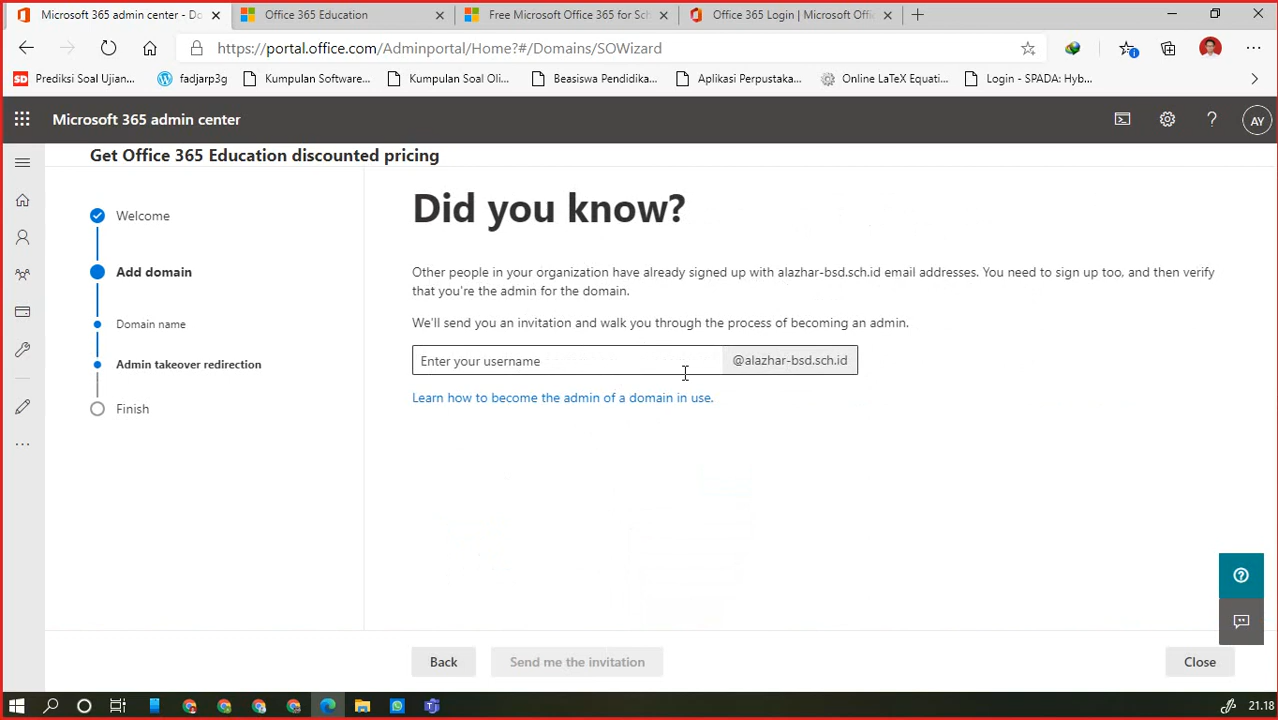 Microsoft 365 admin center - Do
Office 365 Education
Free Microsoft Office 365 for Sch
Office 365 Login | Microsoft Offic
https://portal.office.com/Adminportal/Home?#/Domains/SOWizard
SD Prediksi Soal Ujian...
fadjarp3g
Kumpulan Software...
Kumpulan Soal Oli...
Beasiswa Pendidika...
Aplikasi Perpustaka...
Online LaTeX Equati...
Login - SPADA: Hyb...
Microsoft 365 admin center
AY
Get Office 365 Education discounted pricing
Welcome
Add domain
Domain name
Admin takeover redirection
Finish
Did you know?
Other people in your organization have already signed up with alazhar-bsd.sch.id email addresses. You need to sign up too, and then verify
that you're the admin for the domain.
We'll send you an invitation and walk you through the process of becoming an admin.
Enter your username
@alazhar-bsd.sch.id
Learn how to become the admin of a domain in use.
Back
Send me the invitation
Close
21.18